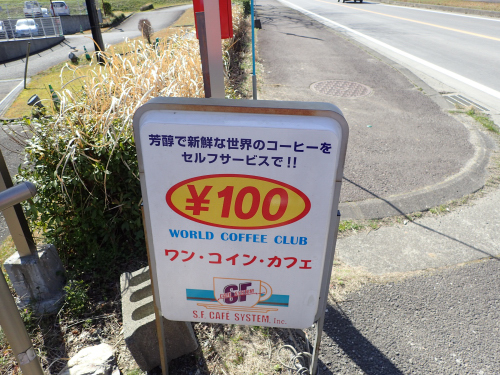 芳醇で新鮮な世界のコーヒーを
セルフサービスで!!
¥100
WORLD COFFEE CLUB
ワン・コイン・カフェ
SF
S.F CAFE SYSTEM, Inc.